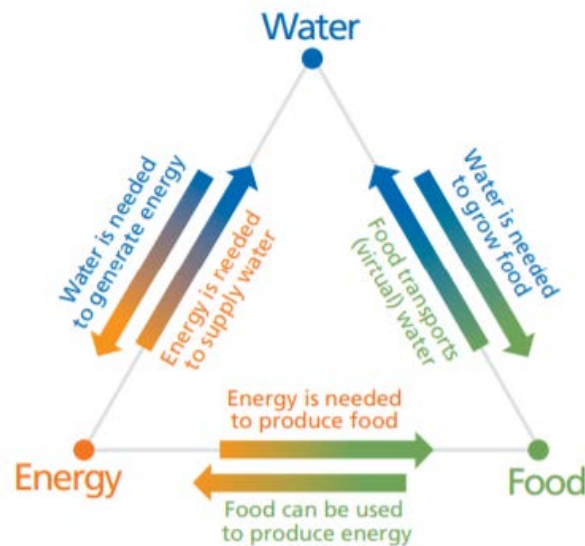 Water
Water is needed
to generate energy
Energy is needed
to supply water
Food transports
(virtual) water
Water is needed
to grow food
Energy is needed
to produce food
Energy
Food
Food can be used
to produce energy